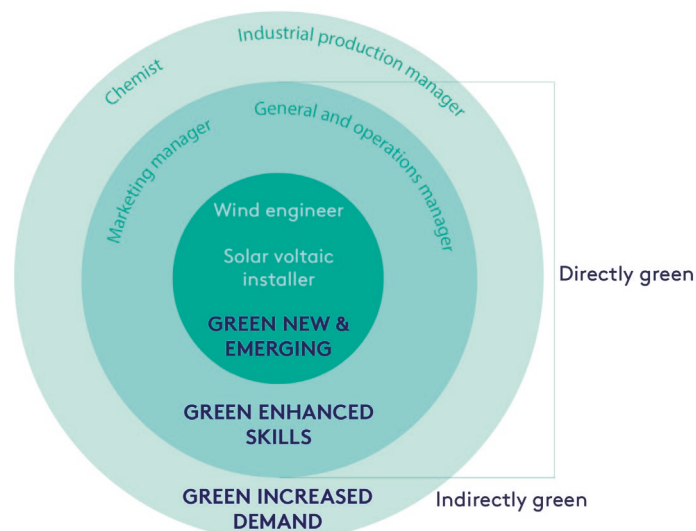 Industrial production manager
Chemist
General and operations manager
Marketing manager
Wind engineer
Solar voltaic
installer
Directly green
GREEN NEW &
EMERGING
GREEN ENHANCED
SKILLS
GREEN INCREASED
DEMAND
Indirectly green